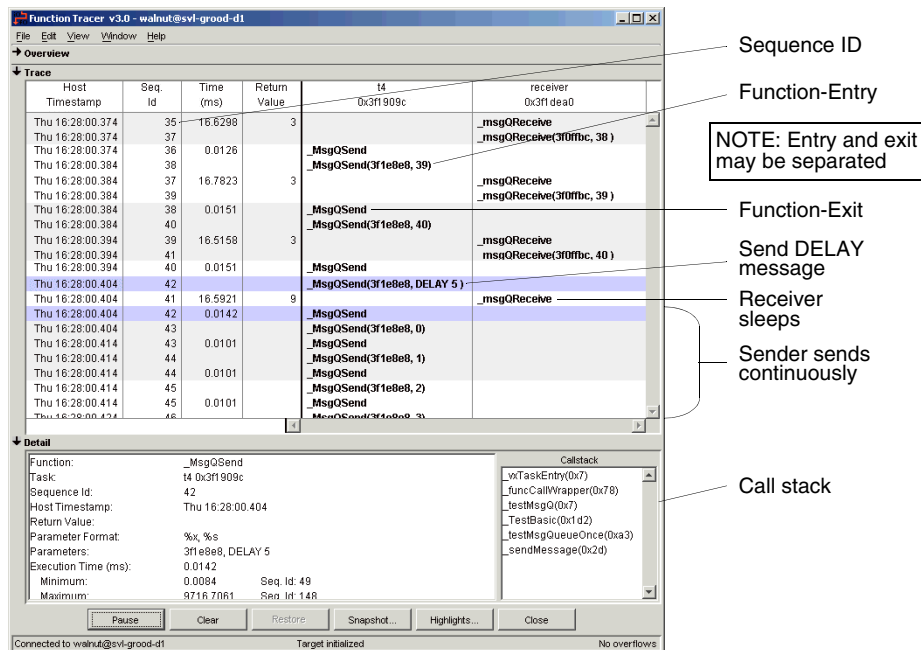 Function Tracer v3.0 - walnut@svl-grood-d1
File Edit View Window Help
Overview
Trace
Host Timestamp Seq. Id Time (ms) Return Value t4 0x3f1909c receiver 0x3f1dea0
Thu 16:28:00.374 35 16.6298 3 _msgQReceive
Thu 16:28:00.374 37 _msgQReceive(3f0ffbc, 38 )
Thu 16:28:00.374 36 0.0126 _MsgQSend
Thu 16:28:00.384 38 _MsgQSend(3f1e8e8, 39)
Thu 16:28:00.384 37 16.7823 3 _msgQReceive
Thu 16:28:00.384 39 _msgQReceive(3f0ffbc, 39 )
Thu 16:28:00.384 38 0.0151 _MsgQSend
Thu 16:28:00.384 40 _MsgQSend(3f1e8e8, 40)
Thu 16:28:00.394 39 16.5158 3 _msgQReceive
Thu 16:28:00.394 41 msgQReceive(3f0ffbc, 40 )
Thu 16:28:00.394 40 0.0151 _MsgQSend
Thu 16:28:00.404 42 _MsgQSend(3f1e8e8, DELAY 5 )
Thu 16:28:00.404 41 16.5921 9 _msgQReceive
Thu 16:28:00.404 42 0.0142 _MsgQSend
Thu 16:28:00.404 43 _MsgQSend(3f1e8e8, 0)
Thu 16:28:00.414 43 0.0101 _MsgQSend
Thu 16:28:00.414 44 _MsgQSend(3f1e8e8, 1)
Thu 16:28:00.414 44 0.0101 _MsgQSend
Thu 16:28:00.414 45 _MsgQSend(3f1e8e8, 2)
Thu 16:28:00.414 45 0.0101 _MsgQSend
Thu 16:28:00.424 46 _MsgQSend(3f1e8e8, 3)
Detail
Function: _MsgQSend
Task: t4 0x3f1909c
Sequence Id: 42
Host Timestamp: Thu 16:28:00.404
Return Value:
Parameter Format: %x, %s
Parameters: 3f1e8e8, DELAY 5
Execution Time (ms): 0.0142
Minimum: 0.0084 Seq. Id: 49
Maximum: 9716.7061 Seq. Id: 148
Callstack
_vxTaskEntry(0x7)
_funcCallWrapper(0x78)
_testMsgQ(0x7)
_TestBasic(0x1d2)
_testMsgQueueOnce(0xa3)
_sendMessage(0x2d)
Pause Clear Restore Snapshot... Highlights... Close
Connected to walnut@svl-grood-d1 Target initialized No overflows
Sequence ID
Function-Entry
NOTE: Entry and exit
may be separated
Function-Exit
Send DELAY
message
Receiver
sleeps
Sender sends
continuously
Call stack